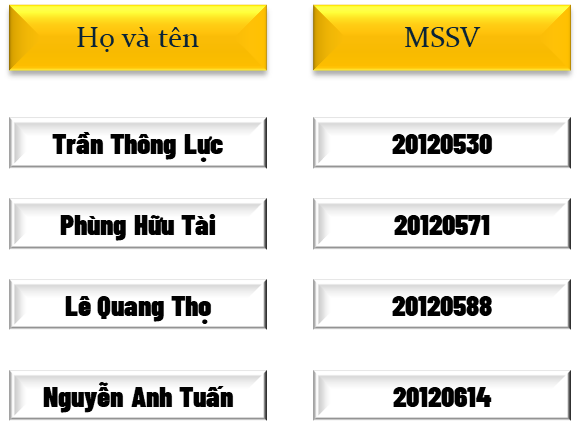 Họ và tên MSSV
Trần Thông Lực 20120530
Phùng Hữu Tài 20120571
Lê Quang Thọ 20120588
Nguyễn Anh Tuấn 20120614